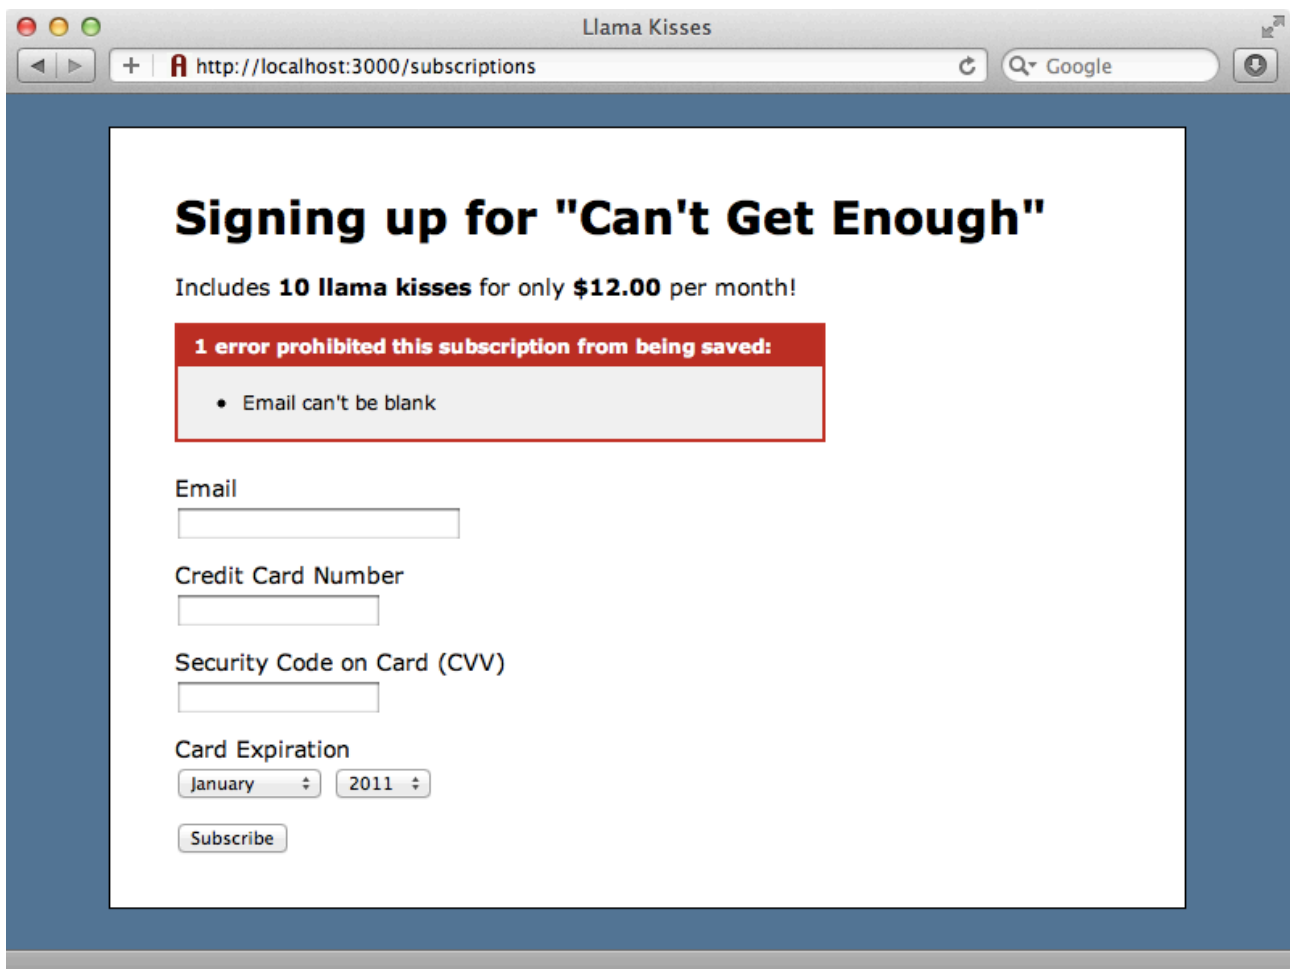 Llama Kisses
http://localhost:3000/subscriptions
Google
Signing up for "Can't Get Enough"
Includes 10 llama kisses for only $12.00 per month!
1 error prohibited this subscription from being saved:
• Email can't be blank
Email
Credit Card Number
Security Code on Card (CVV)
Card Expiration
January 2011
Subscribe